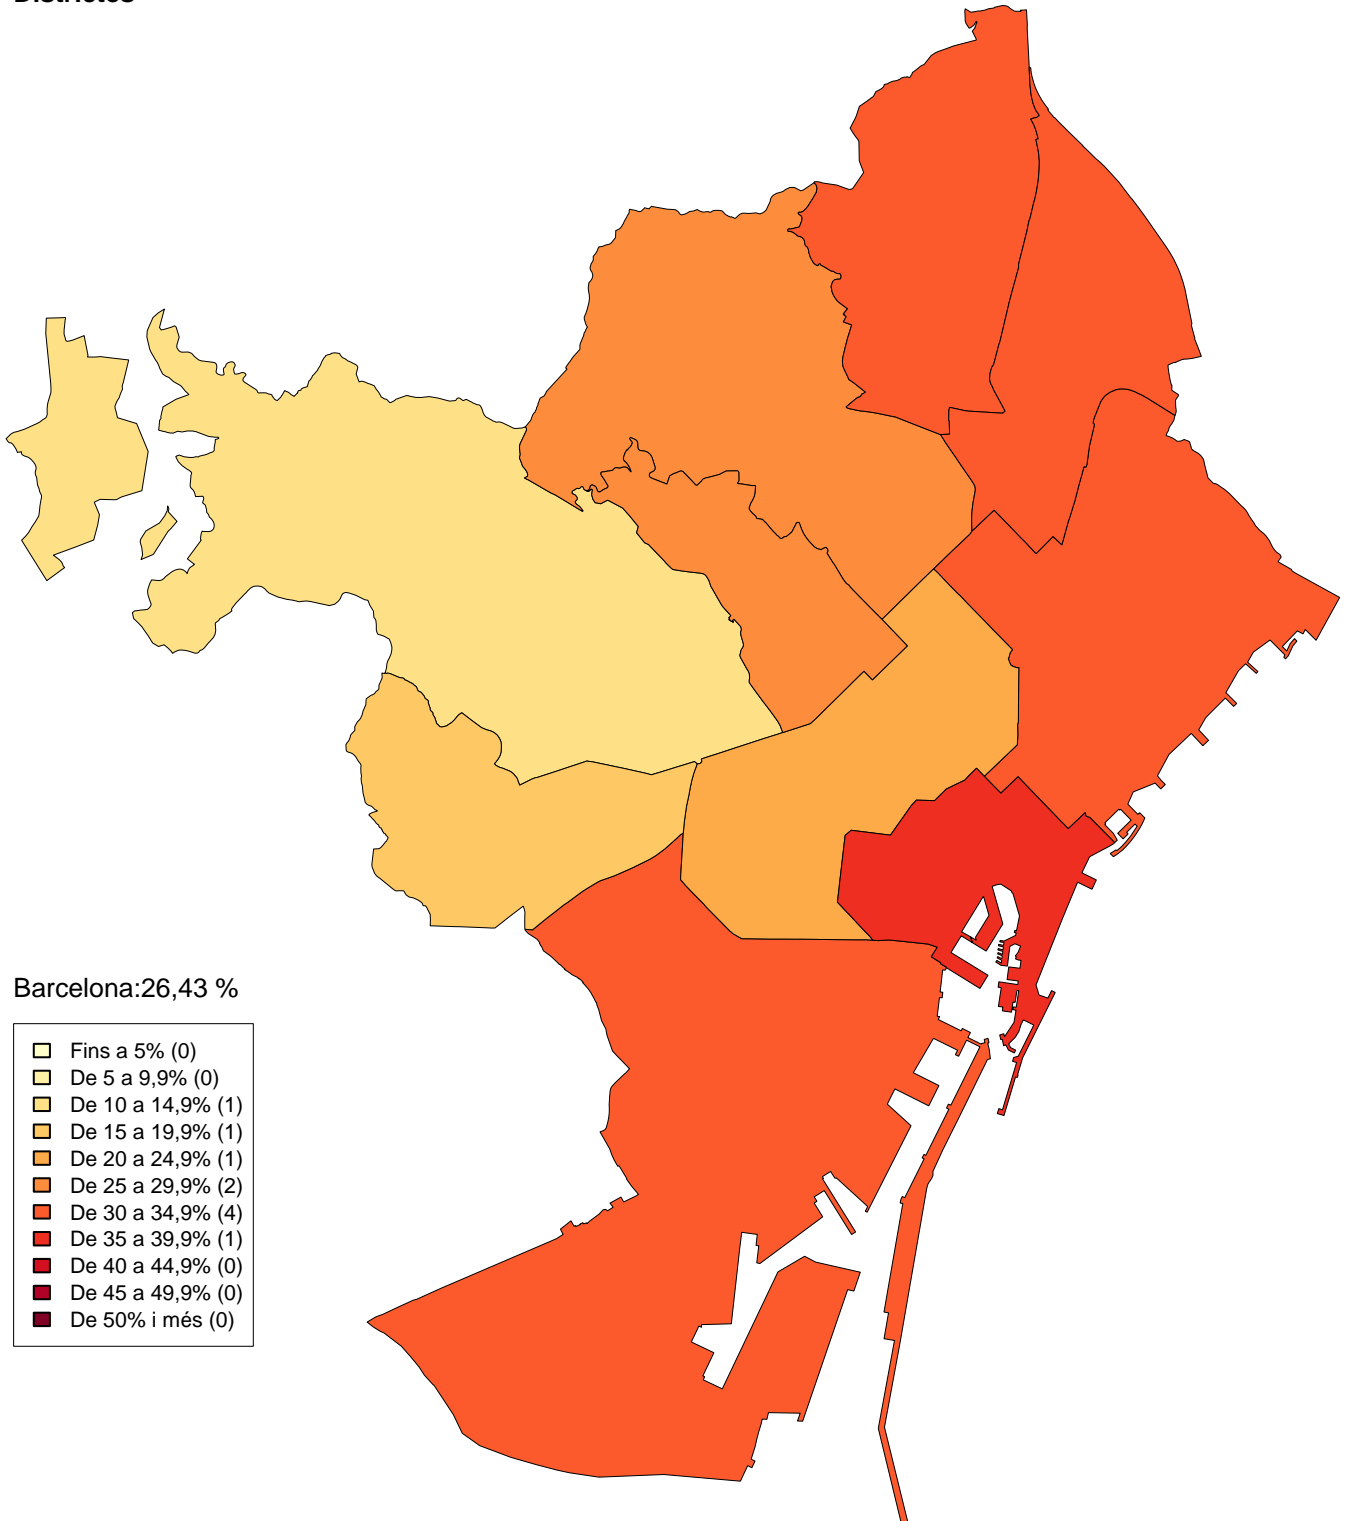 Districtes
Barcelona:26,43 %
Fins a 5% (0)
De 5 a 9,9% (0)
De 10 a 14,9% (1)
De 15 a 19,9% (1)
De 20 a 24,9% (1)
De 25 a 29,9% (2)
De 30 a 34,9% (4)
De 35 a 39,9% (1)
De 40 a 44,9% (0)
De 45 a 49,9% (0)
De 50% i més (0)